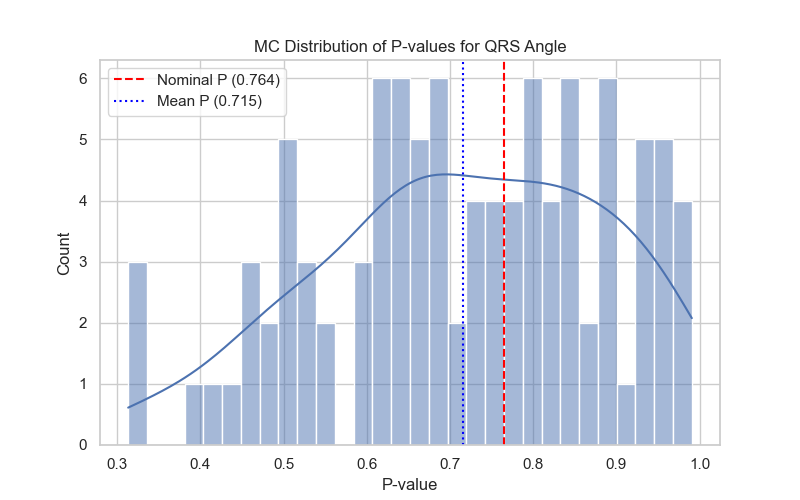 MC Distribution of P-values for QRS Angle
Nominal P (0.764)
Mean P (0.715)
Count
6
5
4
3
2
1
0
0.3 0.4 0.5 0.6 0.7 0.8 0.9 1.0
P-value